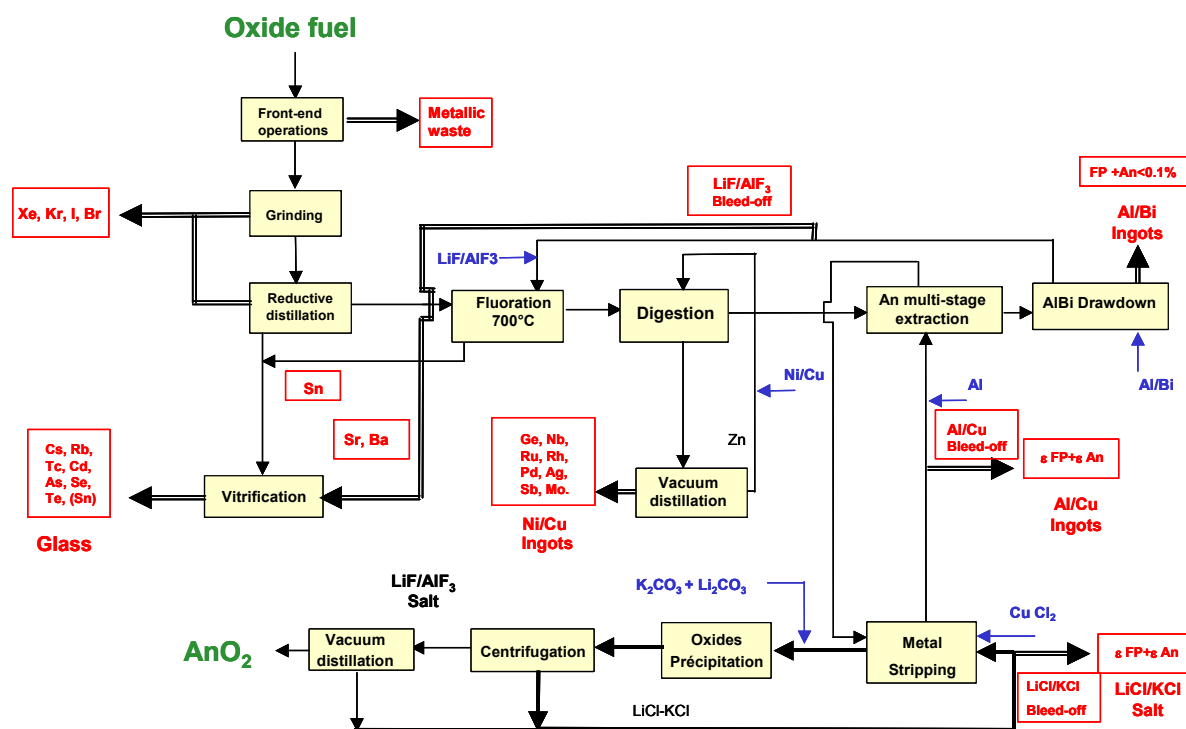 Oxide fuel
Front-end
operations
Metallic
waste
Xe, Kr, I, Br
Grinding
LiF/AlF3
Bleed-off
FP +An<0.1%
Al/Bi
Ingots
LiF/AlF3
Reductive
distillation
Fluoration
700°C
Digestion
An multi-stage
extraction
AlBi Drawdown
Sn
Ni/Cu
Al
Al/Bi
Sr, Ba
Zn
Al/Cu
Bleed-off
ε FP+ε An
Al/Cu
Ingots
Cs, Rb,
Tc, Cd,
As, Se,
Te, (Sn)
Glass
Vitrification
Ge, Nb,
Ru, Rh,
Pd, Ag,
Sb, Mo.
Ni/Cu
Ingots
Vacuum
distillation
LiF/AlF3
Salt
K2CO3 + Li2CO3
Cu Cl2
AnO2
Vacuum
distillation
Centrifugation
Oxides
Précipitation
Metal
Stripping
ε FP+ε An
LiCl/KCl
Bleed-off
LiCl/KCl
Salt
LiCl-KCl